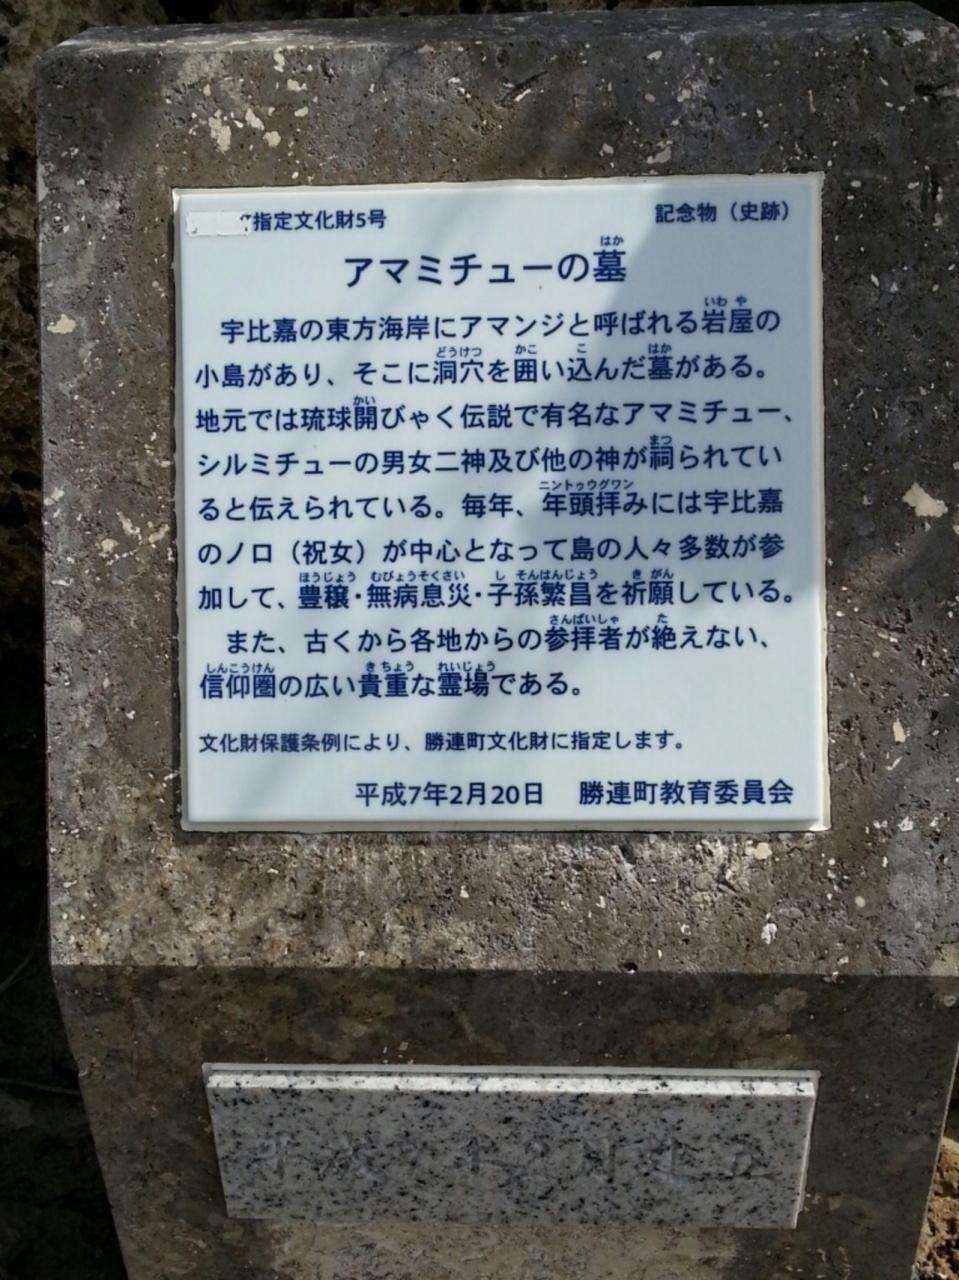 指定文化財5号 記念物（史跡）
アマミチューの墓
宇比嘉の東方海岸にアマンジと呼ばれる岩屋の
小島があり、そこに洞穴を囲い込んだ墓がある。
地元では琉球開びゃく伝説で有名なアマミチュー、
シルミチューの男女二神及び他の神が祠られてい
ると伝えられている。毎年、年頭拝みには宇比嘉
のノロ（祝女）が中心となって島の人々多数が参
加して、豊穣・無病息災・子孫繁昌を祈願している。
また、古くから各地からの参拝者が絶えない、
信仰圏の広い貴重な霊場である。
文化財保護条例により、勝連町文化財に指定します。
平成7年2月20日 勝連町教育委員会
平成七年2月建立